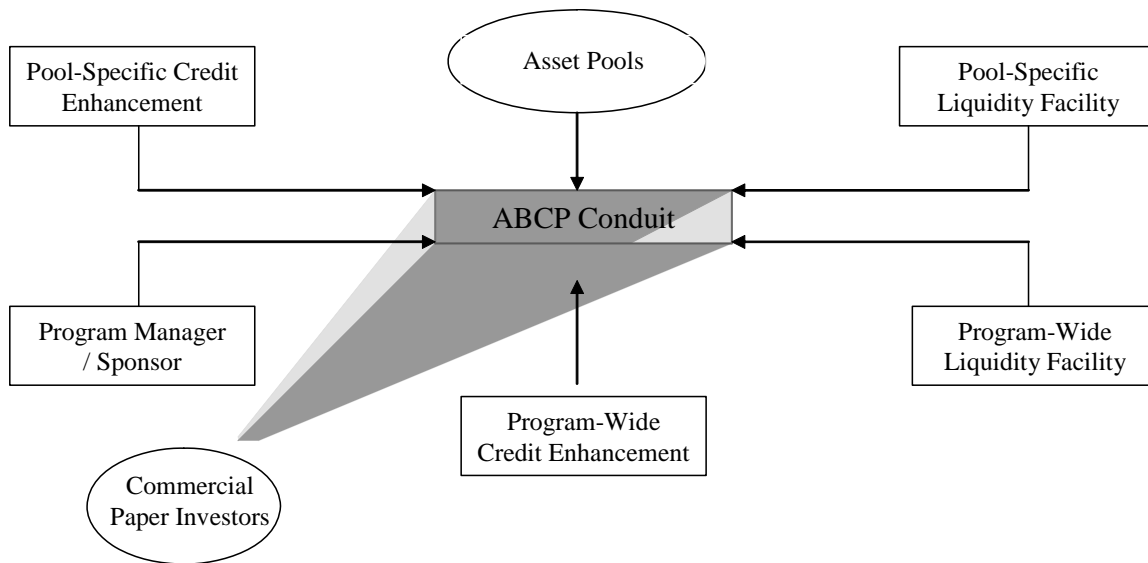 Asset Pools
Pool-Specific Credit
Enhancement
Pool-Specific
Liquidity Facility
ABCP Conduit
Program Manager
/ Sponsor
Program-Wide
Liquidity Facility
Program-Wide
Credit Enhancement
Commercial
Paper Investors